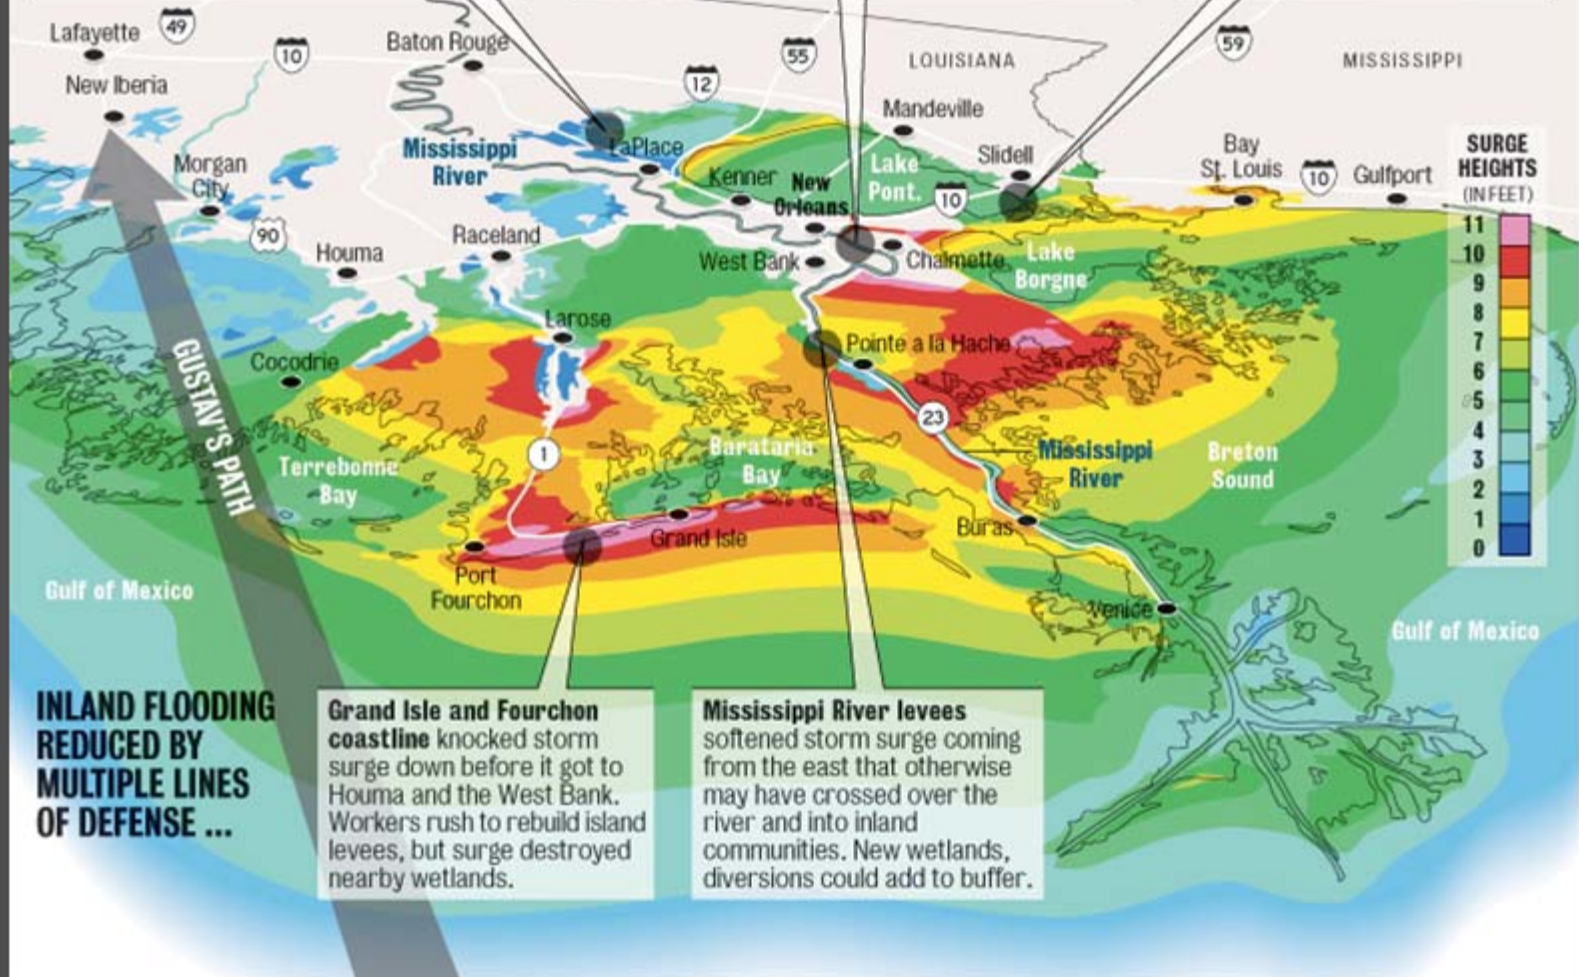 Lafayette
49
10
Baton Rouge
55
LOUISIANA
59
MISSISSIPPI
New Iberia
12
Mandeville
Mississippi
River
LaPlace
Morgan
City
Kenner
New
Orleans
Lake
Pont.
10
Slidell
Bay
St. Louis
10
Gulfport
SURGE
HEIGHTS
(IN FEET)
11
10
9
8
7
6
5
4
3
2
1
0
90
Houma
Raceland
West Bank
Chalmette
Lake
Borgne
Larose
Cocodrie
Pointe a la Hache
GUSTAV'S PATH
23
1
Terrebonne
Bay
Barataria
Bay
Mississippi
River
Breton
Sound
Grand Isle
Buras
Port
Fourchon
Venice
Gulf of Mexico
Gulf of Mexico
INLAND FLOODING
REDUCED BY
MULTIPLE LINES
OF DEFENSE ...
Grand Isle and Fourchon
coastline knocked storm
surge down before it got to
Houma and the West Bank.
Workers rush to rebuild island
levees, but surge destroyed
nearby wetlands.
Mississippi River levees
softened storm surge coming
from the east that otherwise
may have crossed over the
river and into inland
communities. New wetlands,
diversions could add to buffer.